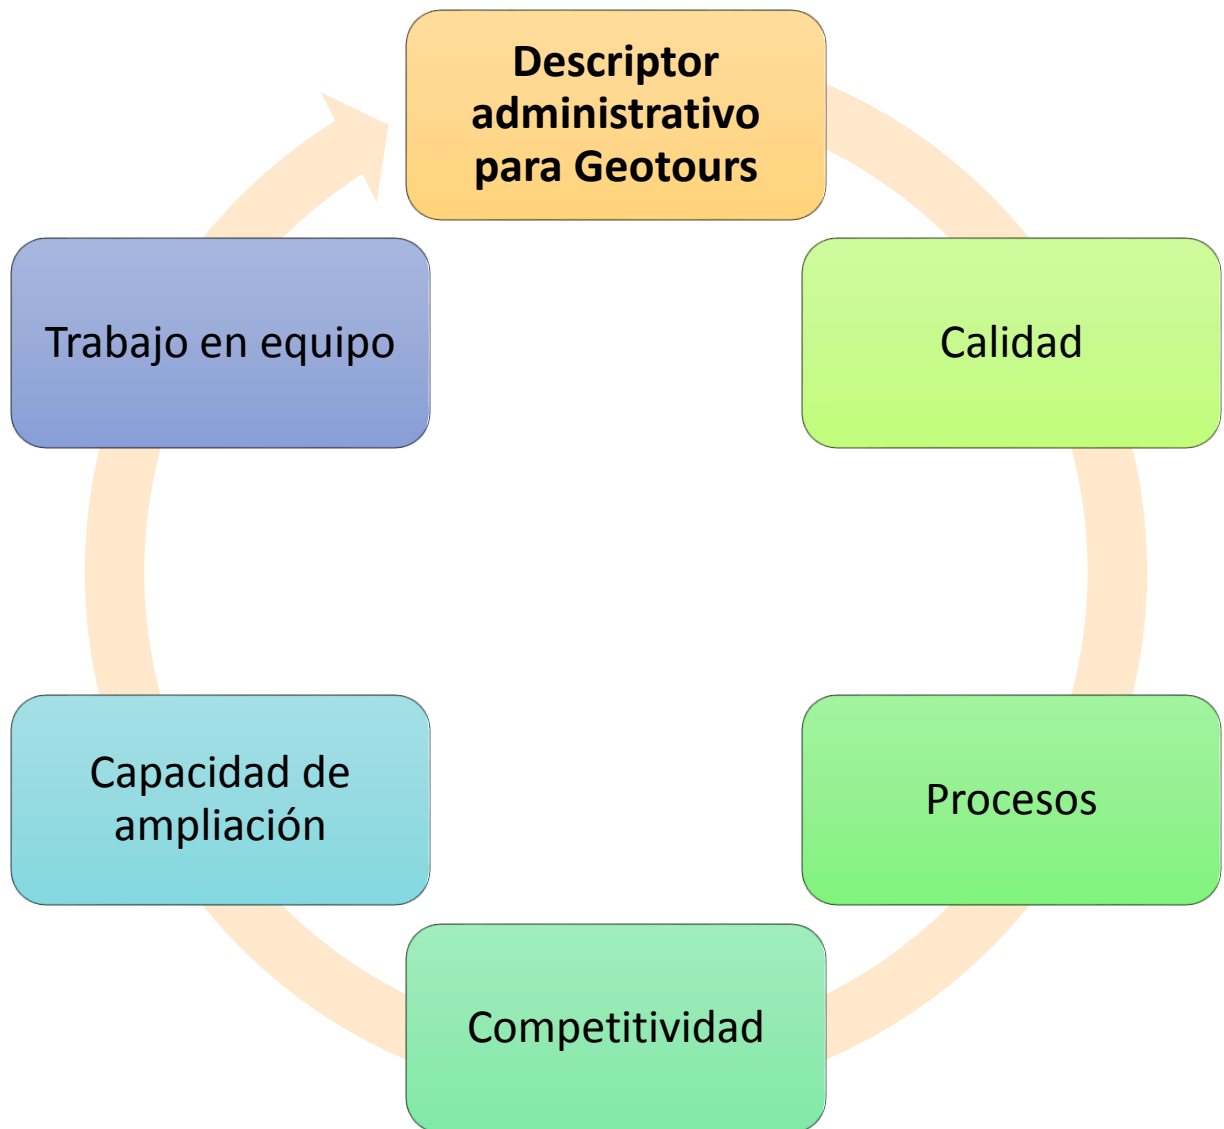 Descriptor
administrativo
para Geotours
Calidad
Procesos
Competitividad
Capacidad de
ampliación
Trabajo en equipo